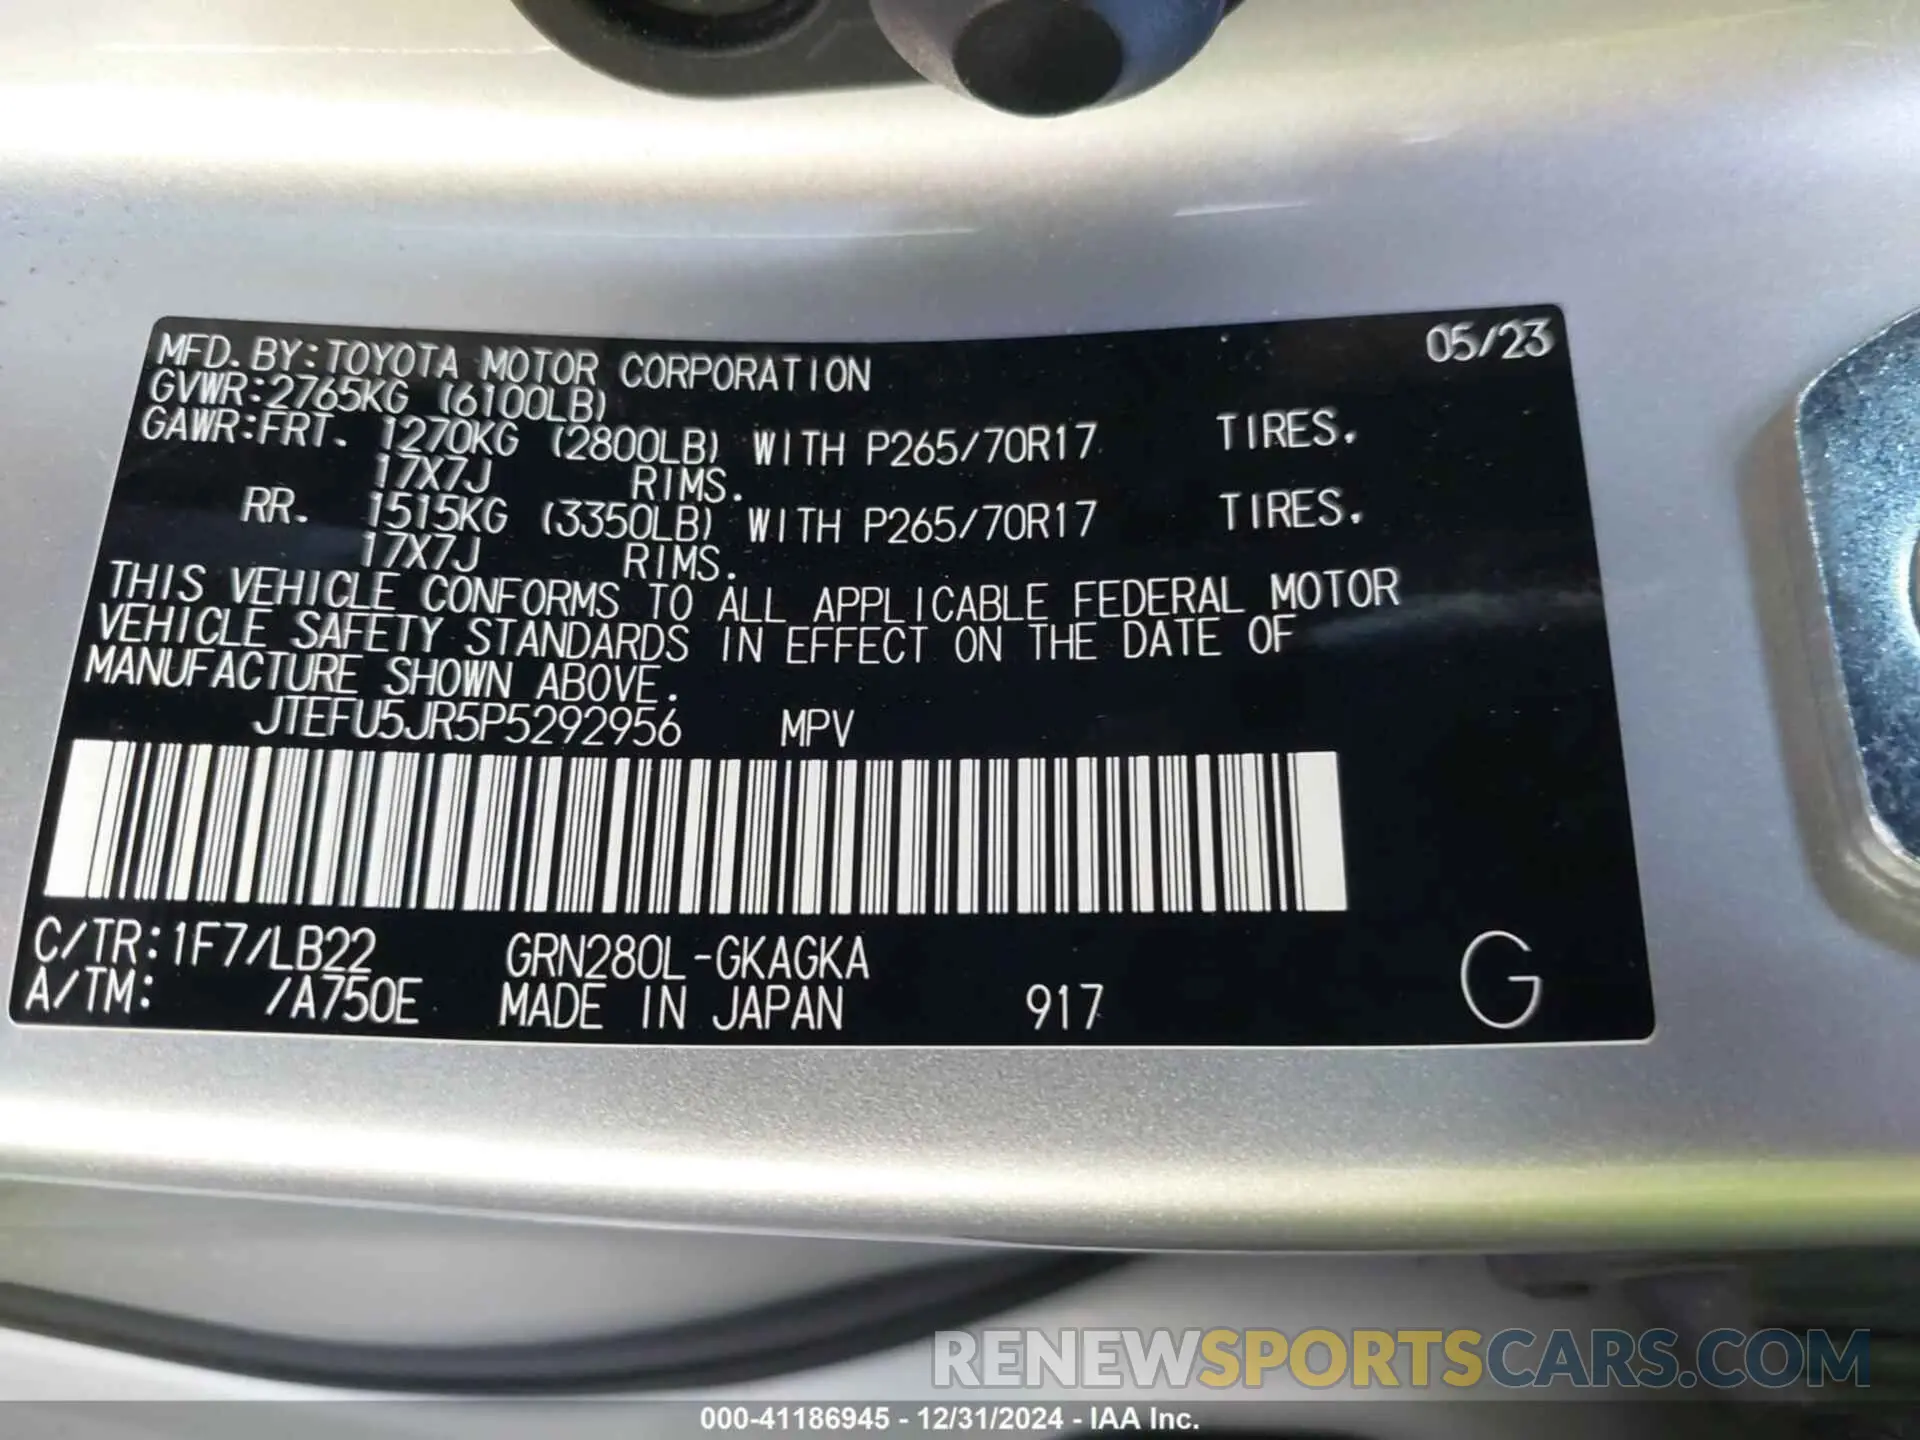 MFD. BY:TOYOTA MOTOR CORPORATION 05/23
GVWR:2765KG (6100LB)
GAWR:FRT. 1270KG (2800LB) WITH P265/70R17 TIRES.
17X7J RIMS.
RR. 1515KG (3350LB) WITH P265/70R17 TIRES.
17X7J RIMS.
THIS VEHICLE CONFORMS TO ALL APPLICABLE FEDERAL MOTOR
VEHICLE SAFETY STANDARDS IN EFFECT ON THE DATE OF
MANUFACTURE SHOWN ABOVE.
JTEFU5JR5P5292956 MPV
C/TR:1F7/LB22 GRN280L-GKAGKA
A/TM: /A750E MADE IN JAPAN 917 G
RENEWSPORTSCARS.COM
000-41186945 - 12/31/2024 - IAA Inc.